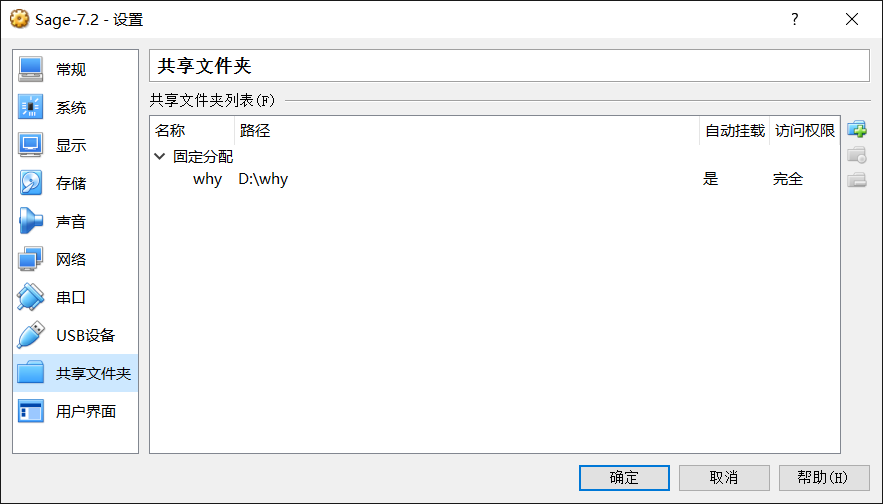 Sage-7.2 - 设置
?
常规
系统
显示
存储
声音
网络
串口
USB设备
共享文件夹
用户界面
共享文件夹
共享文件夹列表(F)
名称 路径 自动挂载 访问权限
固定分配
why D:\why 是 完全
确定 取消 帮助(H)